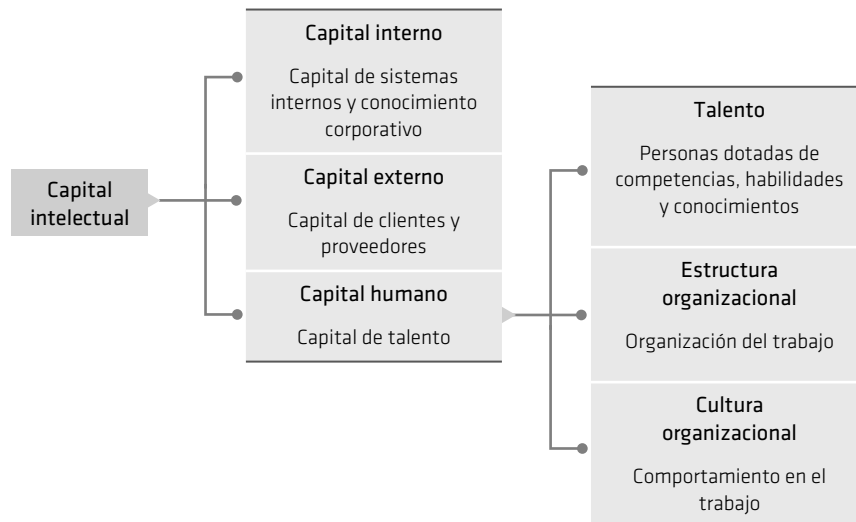 Capital
intelectual
Capital interno
Capital de sistemas
internos y conocimiento
corporativo
Capital externo
Capital de clientes y
proveedores
Capital humano
Capital de talento
Talento
Personas dotadas de
competencias, habilidades
y conocimientos
Estructura
organizacional
Organización del trabajo
Cultura
organizacional
Comportamiento en el
trabajo